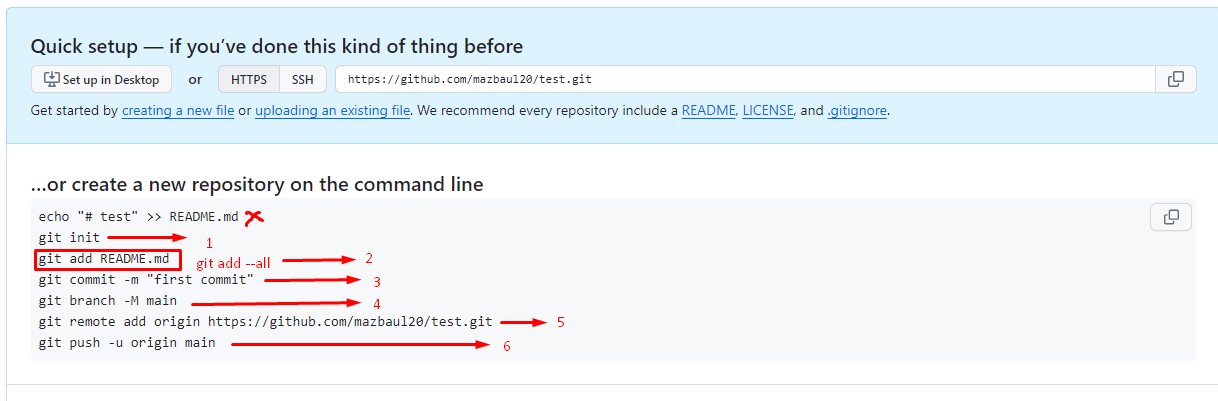 Quick setup — if you’ve done this kind of thing before
Set up in Desktop or HTTPS SSH https://github.com/mazbaul20/test.git
Get started by creating a new file or uploading an existing file. We recommend every repository include a README, LICENSE, and .gitignore.
...or create a new repository on the command line
echo "# test" >> README.md
git init 1
git add README.md git add --all 2
git commit -m "first commit" 3
git branch -M main 4
git remote add origin https://github.com/mazbaul20/test.git 5
git push -u origin main 6